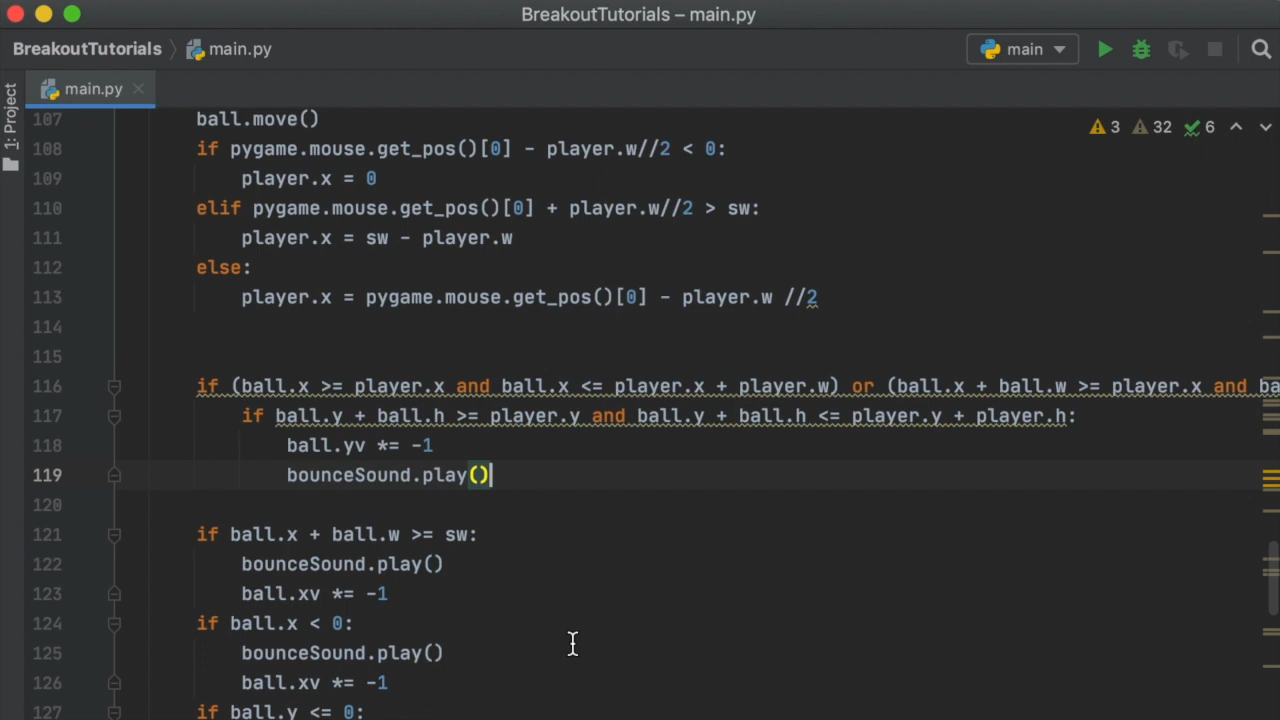 BreakoutTutorials – main.py
BreakoutTutorials 〉 main.py
main
1: Project
main.py
3 32 6
107 ball.move()
108 if pygame.mouse.get_pos()[0] - player.w//2 < 0:
109 player.x = 0
110 elif pygame.mouse.get_pos()[0] + player.w//2 > sw:
111 player.x = sw - player.w
112 else:
113 player.x = pygame.mouse.get_pos()[0] - player.w //2
114
115
116 if (ball.x >= player.x and ball.x <= player.x + player.w) or (ball.x + ball.w >= player.x and ba
117 if ball.y + ball.h >= player.y and ball.y + ball.h <= player.y + player.h:
118 ball.yv *= -1
119 bounceSound.play()
120
121 if ball.x + ball.w >= sw:
122 bounceSound.play()
123 ball.xv *= -1
124 if ball.x < 0:
125 bounceSound.play()
126 ball.xv *= -1
127 if ball.y <= 0: